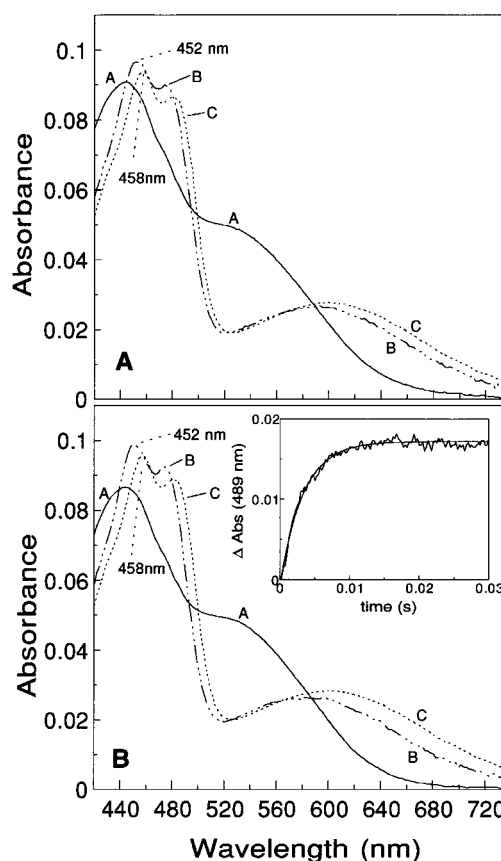 0.1
0.08
0.06
0.04
0.02
0
Absorbance
452 nm
A
B
C
458nm
A
C
B
A
0.1
0.08
0.06
0.04
0.02
0
Absorbance
452 nm
A
B
C
458nm
A
C
B
B
0.02
0.01
0
Δ Abs (489 nm)
0
0.01
0.02
0.03
time (s)
440 480 520 560 600 640 680 720
Wavelength (nm)